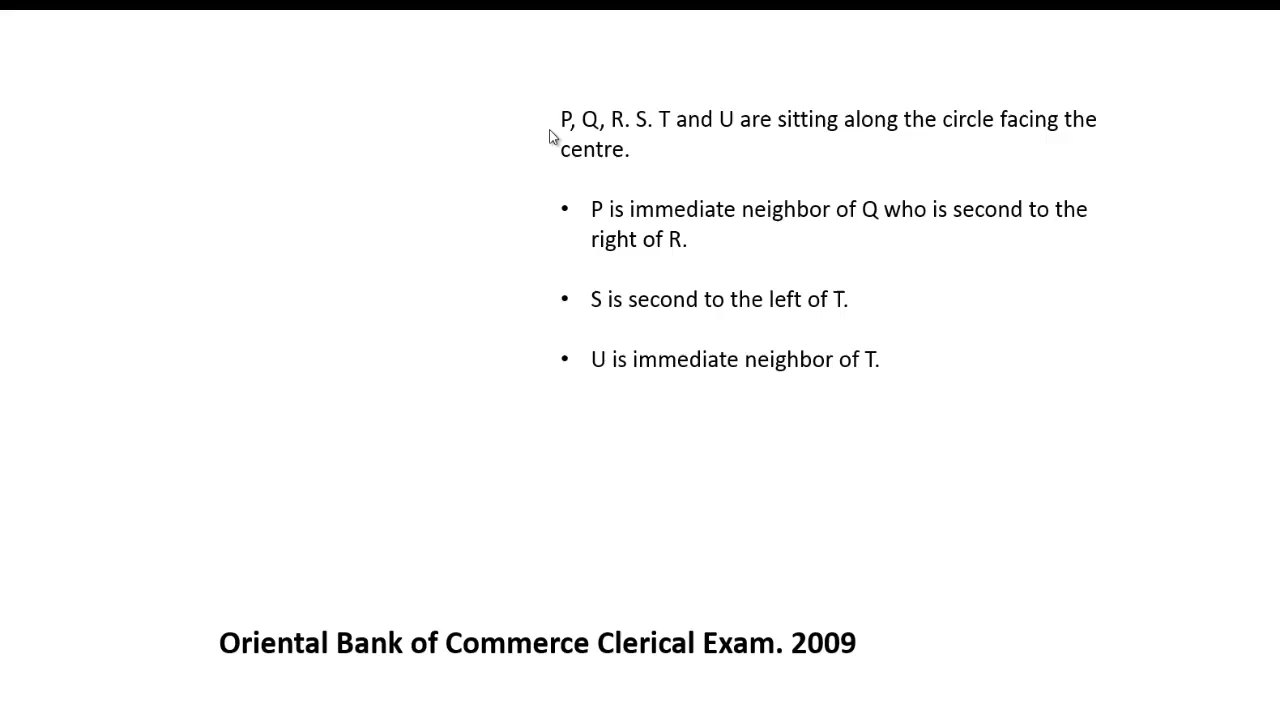 P, Q, R. S. T and U are sitting along the circle facing the
centre.
• P is immediate neighbor of Q who is second to the
right of R.
• S is second to the left of T.
• U is immediate neighbor of T.
Oriental Bank of Commerce Clerical Exam. 2009